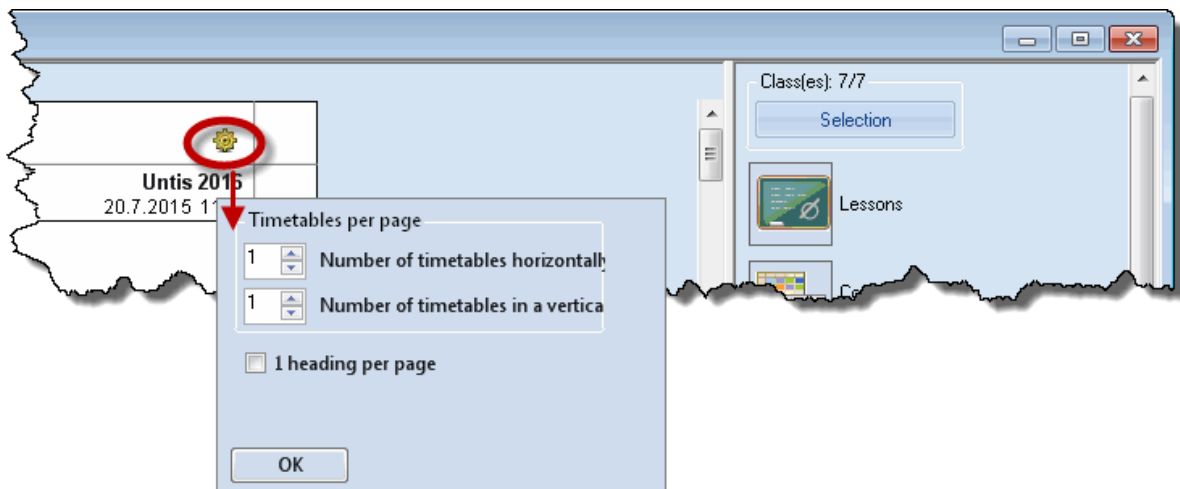 Class(es): 7/7
Selection
Untis 2016
20.7.2015 11
Lessons
Timetables per page
1 Number of timetables horizontally
1 Number of timetables in a vertica
1 heading per page
OK